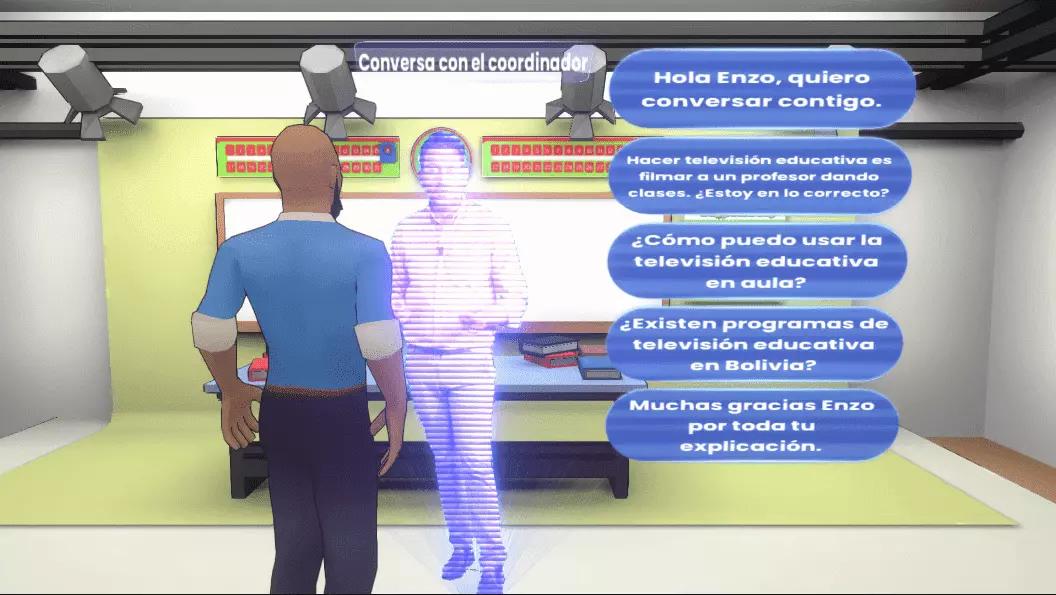 Conversa con el coordinador
Hola Enzo, quiero
conversar contigo.
Hacer televisión educativa es
filmar a un profesor dando
clases. ¿Estoy en lo correcto?
¿Cómo puedo usar la
televisión educativa
en aula?
¿Existen programas de
televisión educativa
en Bolivia?
Muchas gracias Enzo
por toda tu
explicación.